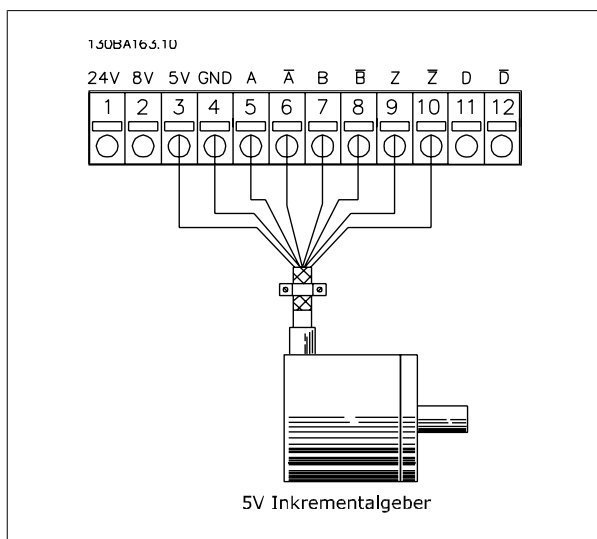 130BA163.10
24V 8V 5V GND A A̅ B B̅ Z Z̅ D D̅
1 2 3 4 5 6 7 8 9 10 11 12
5V Inkrementalgeber